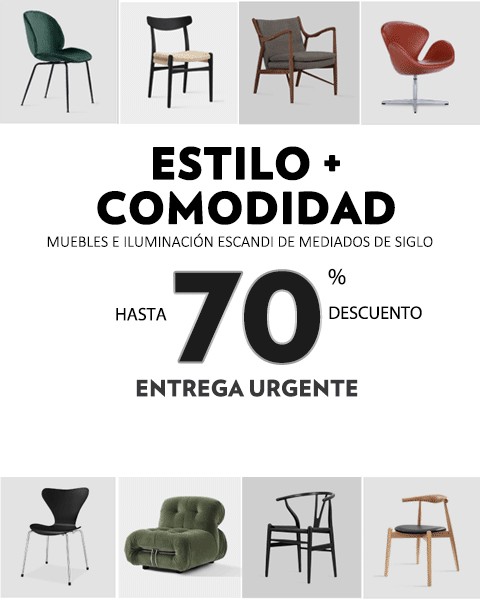 ESTILO +
COMODIDAD
MUEBLES E ILUMINACIÓN ESCANDI DE MEDIADOS DE SIGLO
HASTA 70 % DESCUENTO
ENTREGA URGENTE